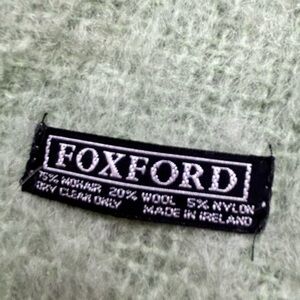 FOXFORD
75% MOHAIR 20% WOOL 5% NYLON
DRY CLEAN ONLY MADE IN IRELAND